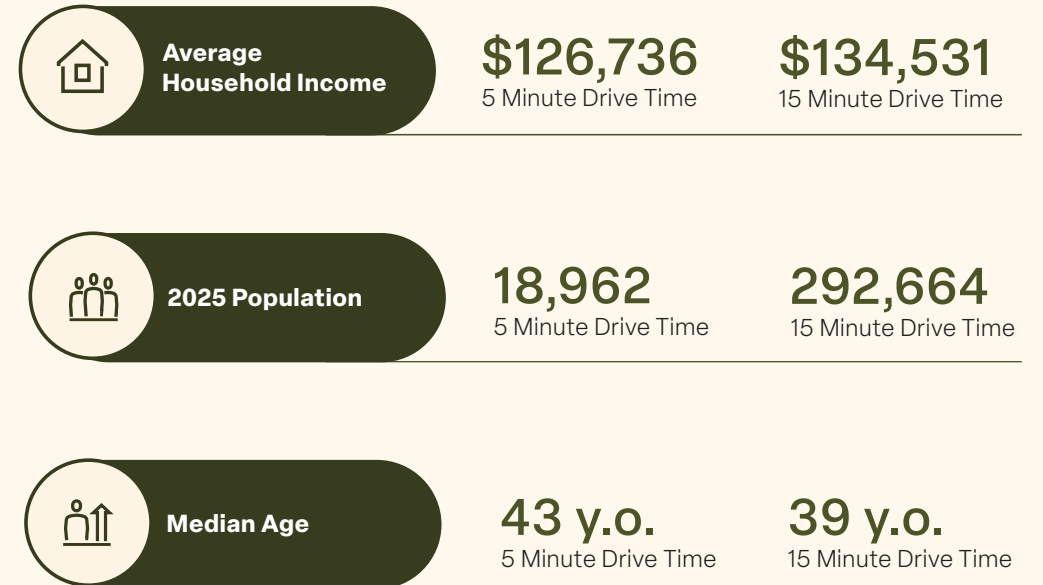 Average
Household Income
$126,736
5 Minute Drive Time
$134,531
15 Minute Drive Time
2025 Population
18,962
5 Minute Drive Time
292,664
15 Minute Drive Time
Median Age
43 y.o.
5 Minute Drive Time
39 y.o.
15 Minute Drive Time